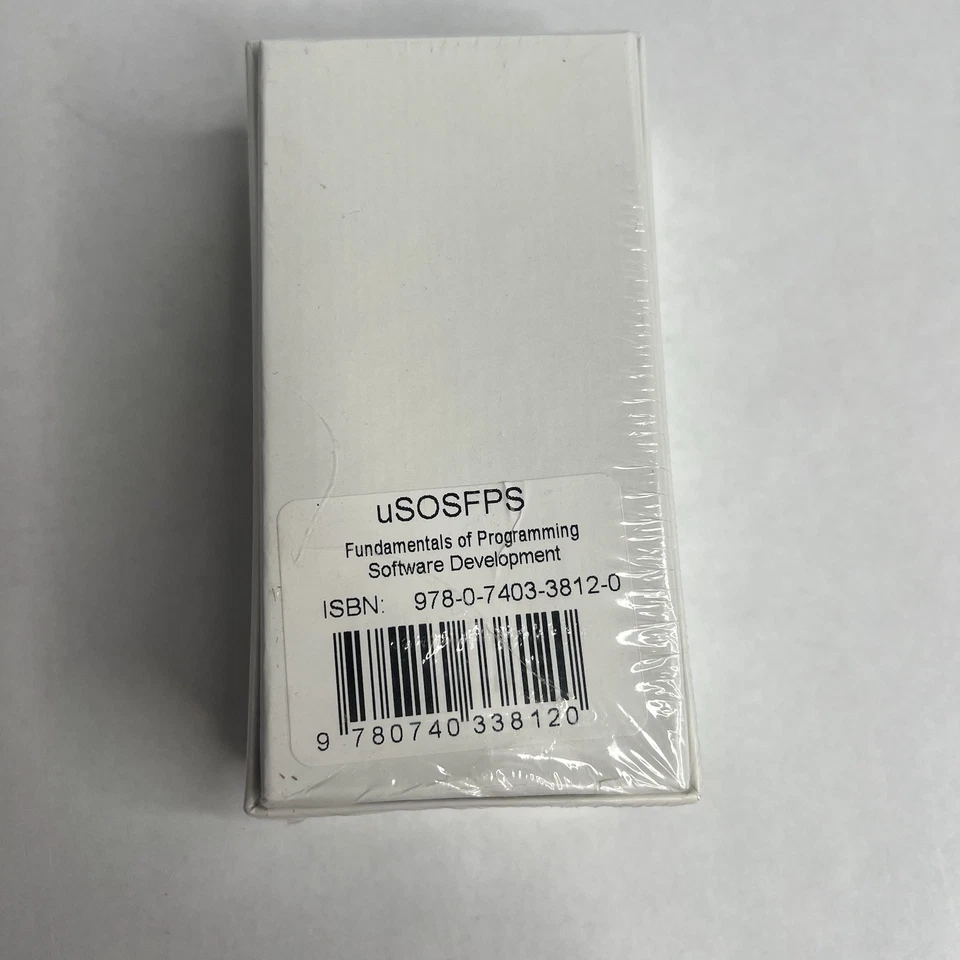 uSOSFPS
Fundamentals of Programming
Software Development
ISBN: 978-0-7403-3812-0
9 780740 338120